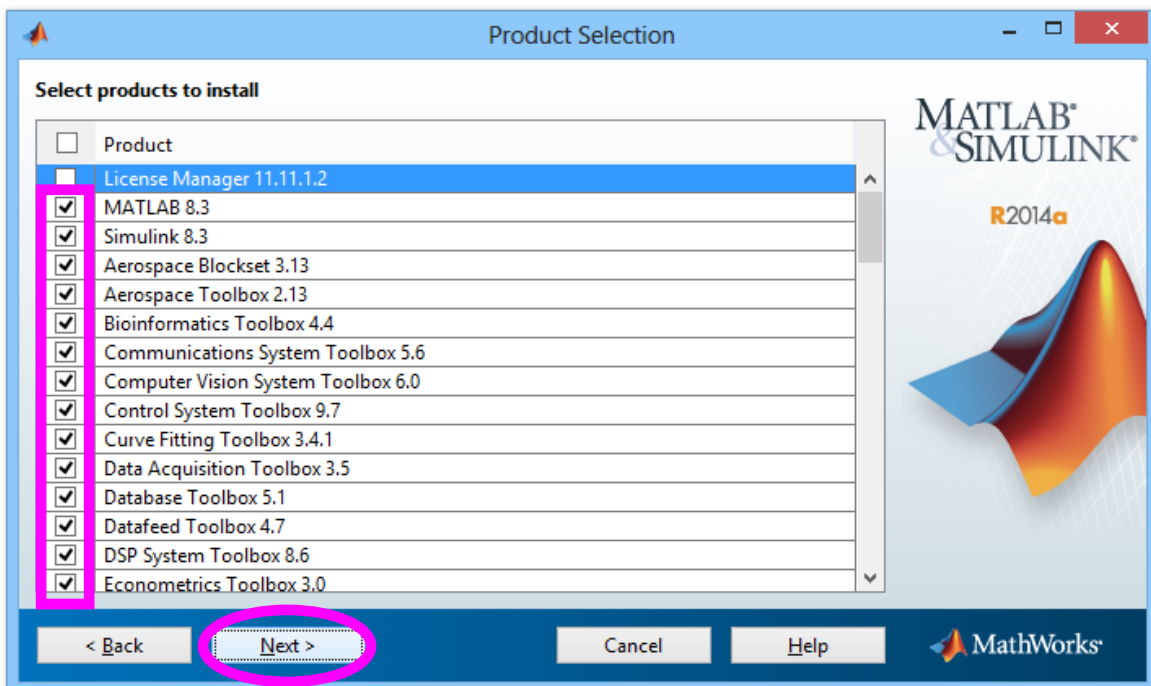 Product Selection
Select products to install
MATLAB®
&SIMULINK®
R2014a
Product
License Manager 11.11.1.2
MATLAB 8.3
Simulink 8.3
Aerospace Blockset 3.13
Aerospace Toolbox 2.13
Bioinformatics Toolbox 4.4
Communications System Toolbox 5.6
Computer Vision System Toolbox 6.0
Control System Toolbox 9.7
Curve Fitting Toolbox 3.4.1
Data Acquisition Toolbox 3.5
Database Toolbox 5.1
Datafeed Toolbox 4.7
DSP System Toolbox 8.6
Econometrics Toolbox 3.0
< Back Next > Cancel Help MathWorks®